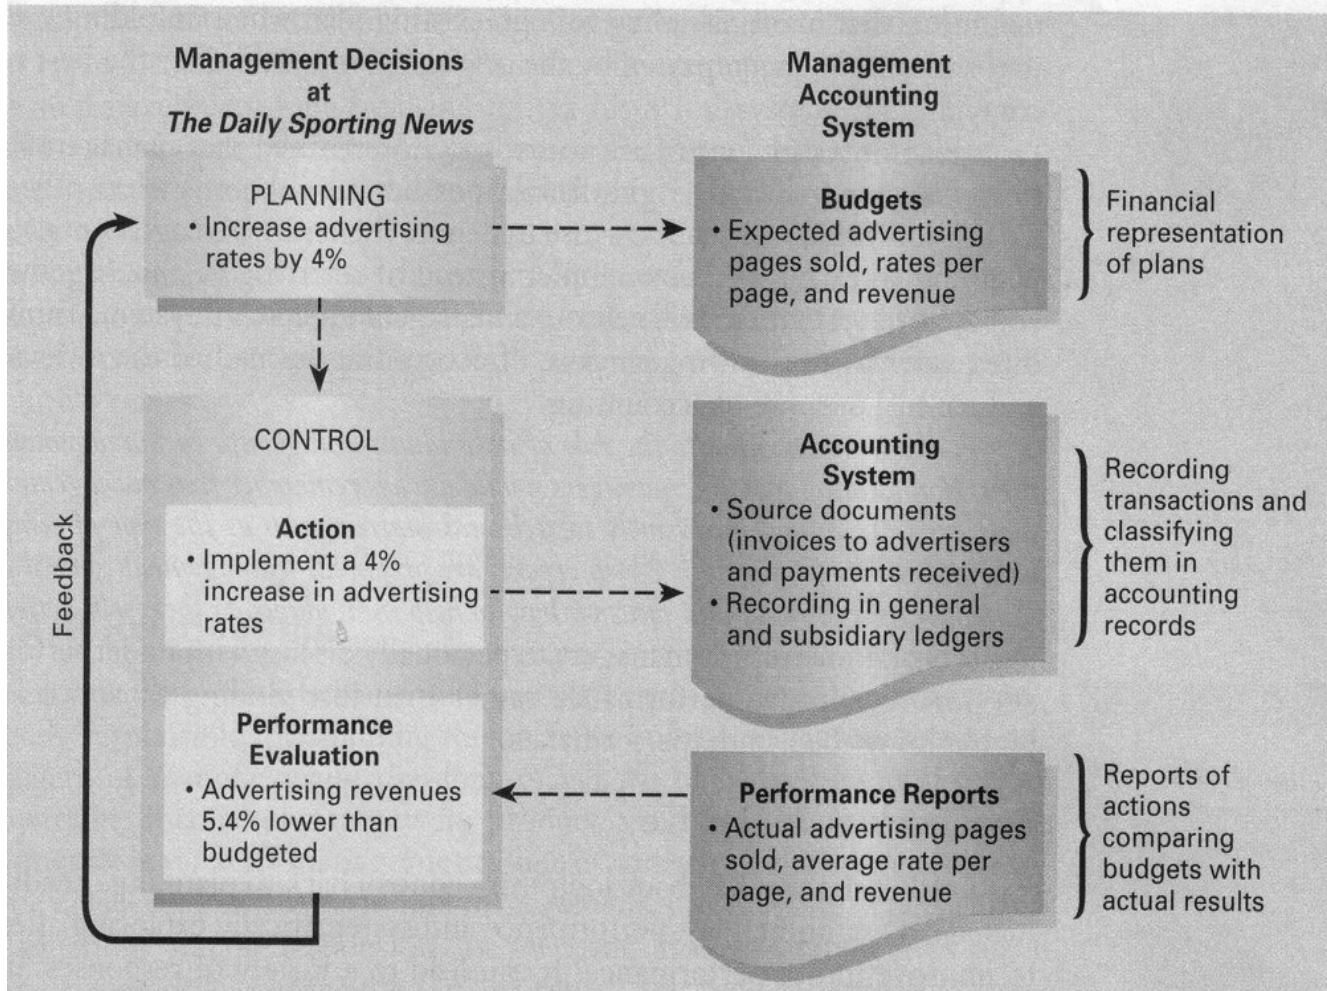 Management Decisions
at
The Daily Sporting News
PLANNING
• Increase advertising
rates by 4%
CONTROL
Action
• Implement a 4%
increase in advertising
rates
Performance
Evaluation
• Advertising revenues
5.4% lower than
budgeted
Feedback
Management
Accounting
System
Budgets
• Expected advertising
pages sold, rates per
page, and revenue
Financial
representation
of plans
Accounting
System
• Source documents
(invoices to advertisers
and payments received)
• Recording in general
and subsidiary ledgers
Recording
transactions and
classifying
them in
accounting
records
Performance Reports
• Actual advertising pages
sold, average rate per
page, and revenue
Reports of
actions
comparing
budgets with
actual results